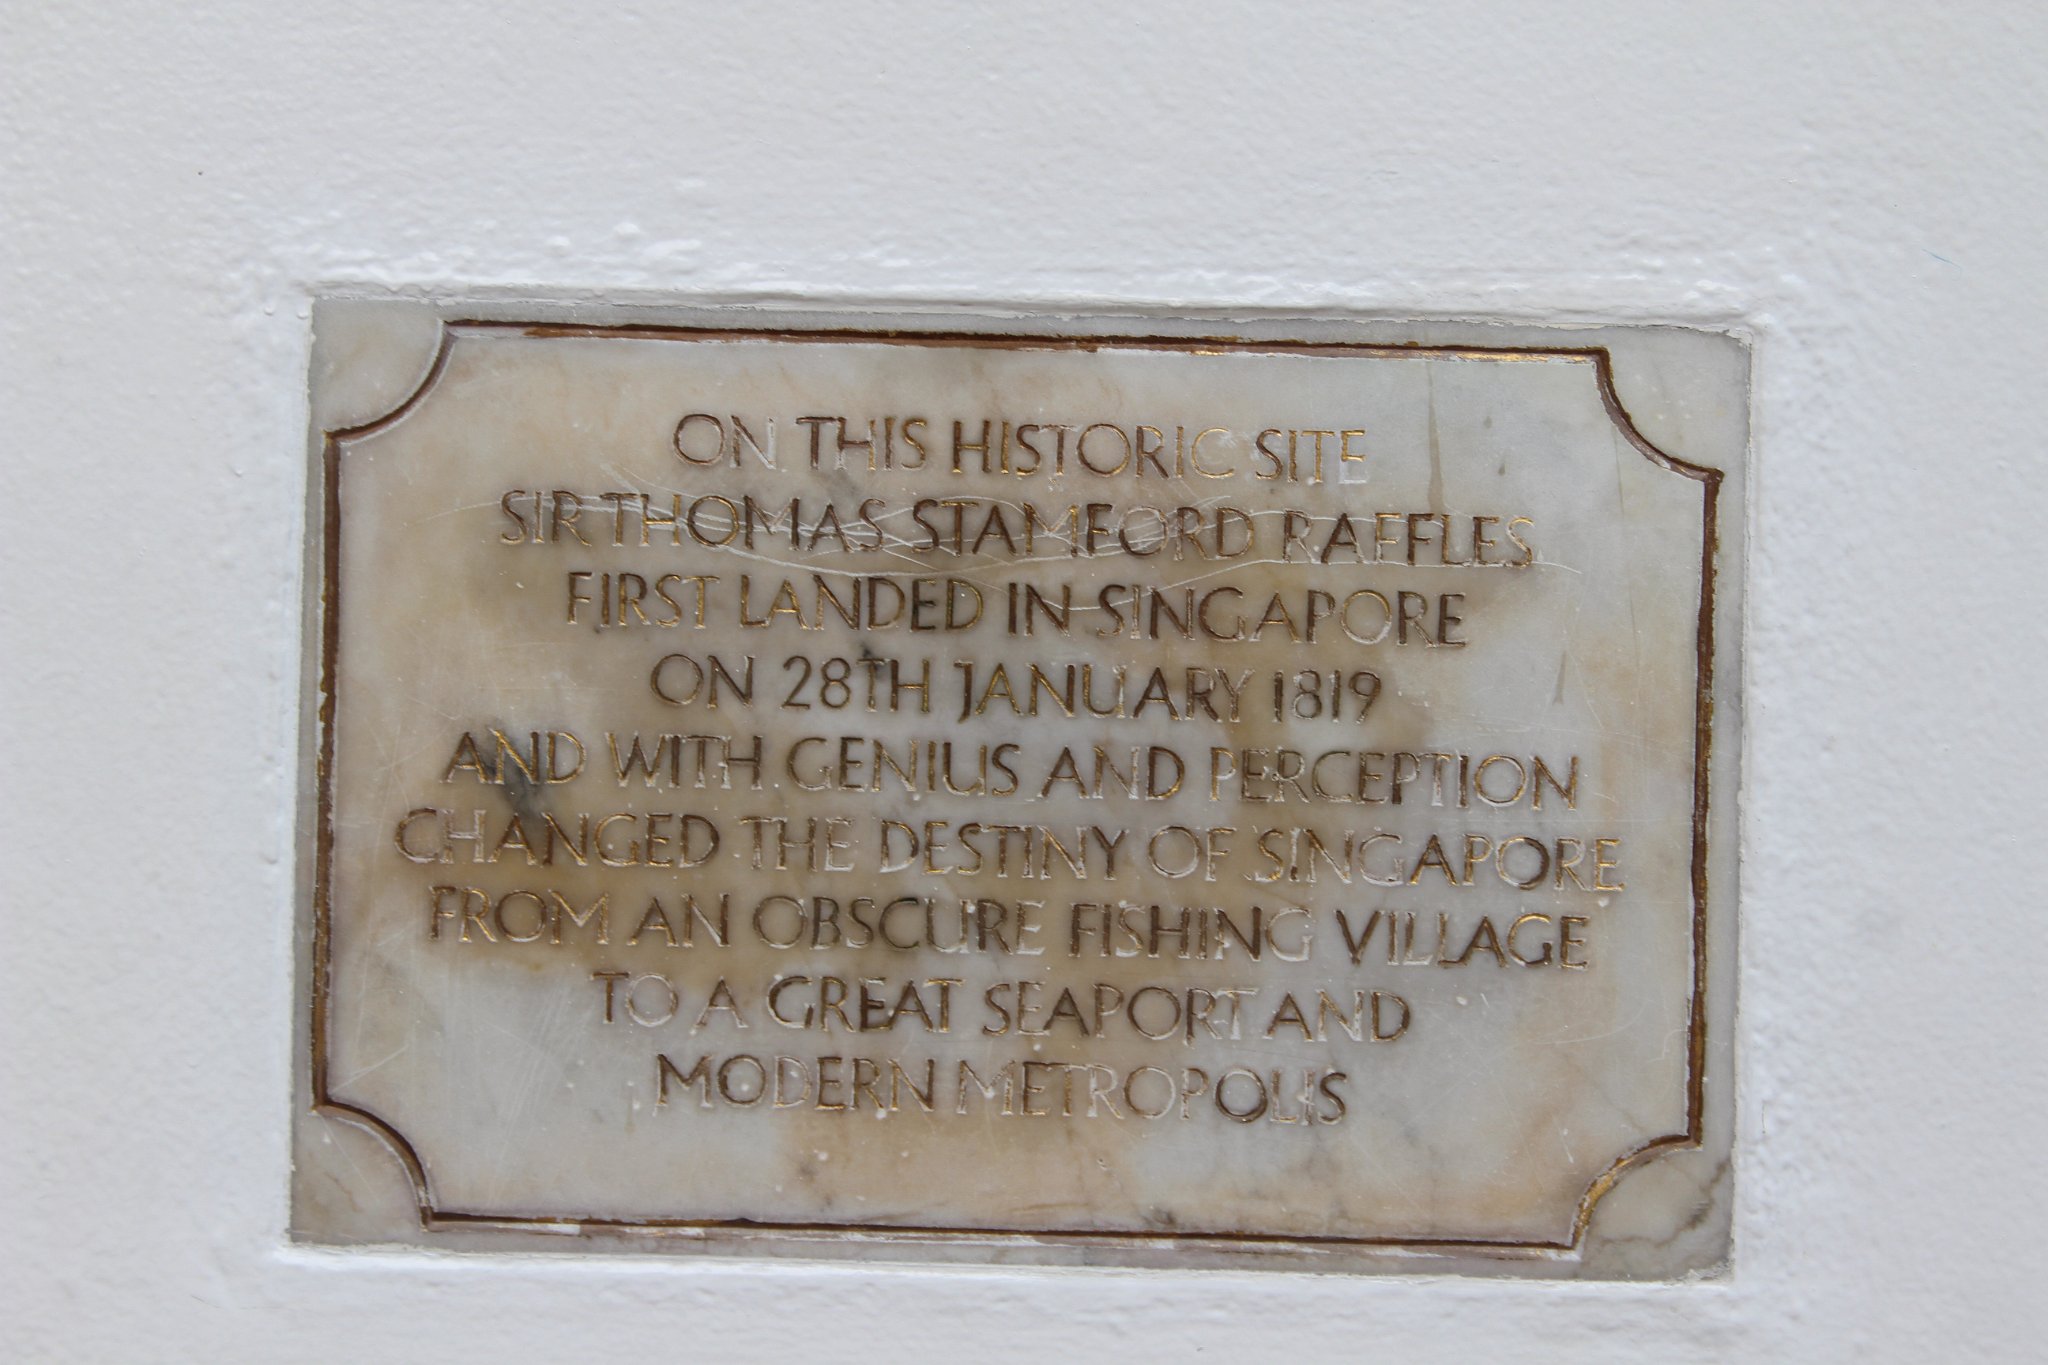 ON THIS HISTORIC SITE
SIR THOMAS STAMFORD RAFFLES
FIRST LANDED IN SINGAPORE
ON 28TH JANUARY 1819
AND WITH GENIUS AND PERCEPTION
CHANGED THE DESTINY OF SINGAPORE
FROM AN OBSCURE FISHING VILLAGE
TO A GREAT SEAPORT AND
MODERN METROPOLIS